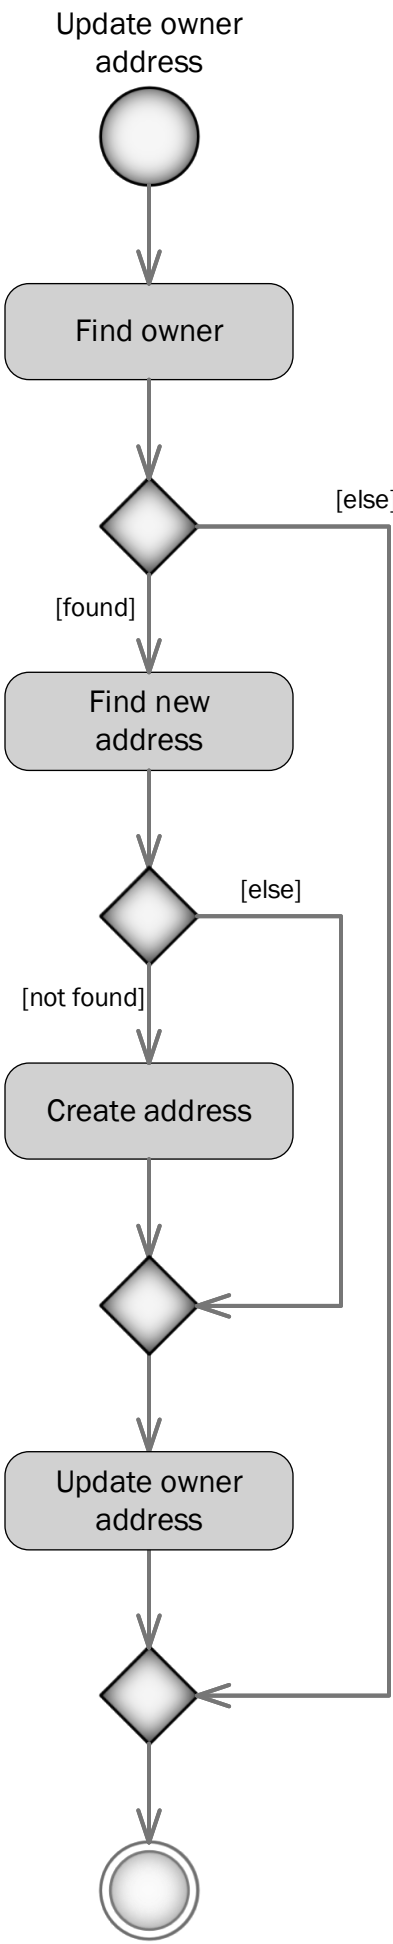 Update owner
address
Find owner
[else]
[found]
Find new
address
[else]
[not found]
Create address
Update owner
address